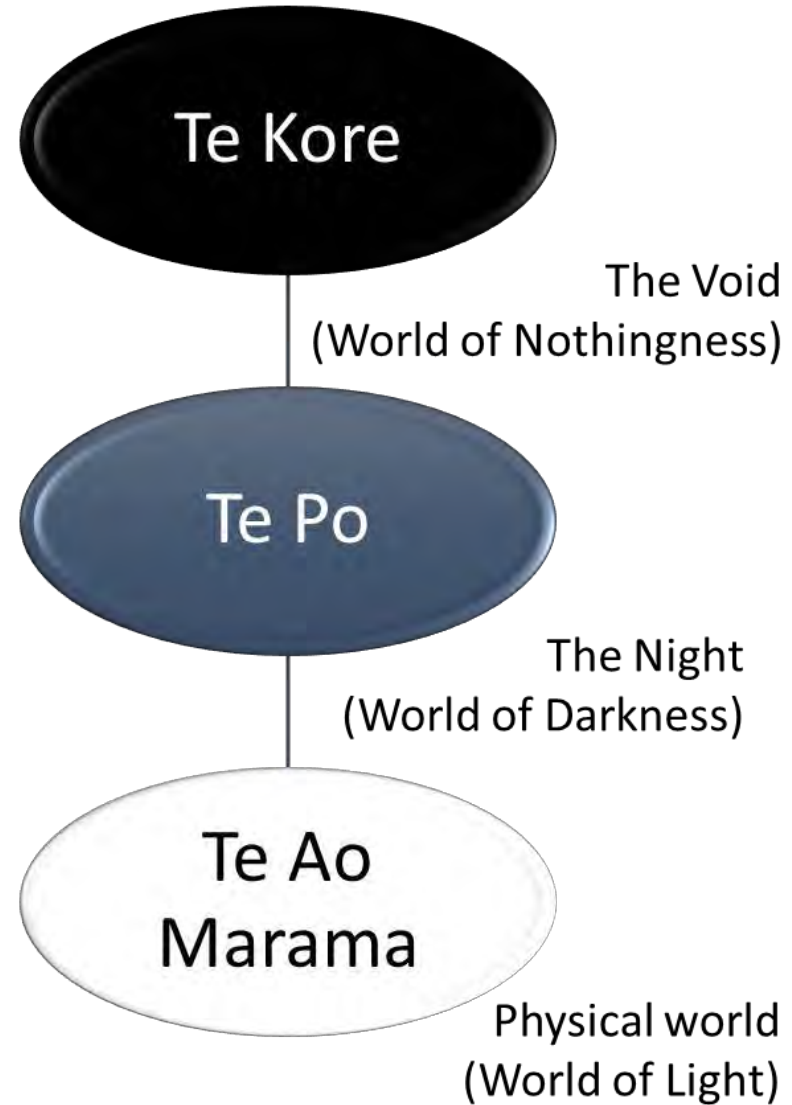 Te Kore
The Void
(World of Nothingness)
Te Po
The Night
(World of Darkness)
Te Ao
Marama
Physical world
(World of Light)